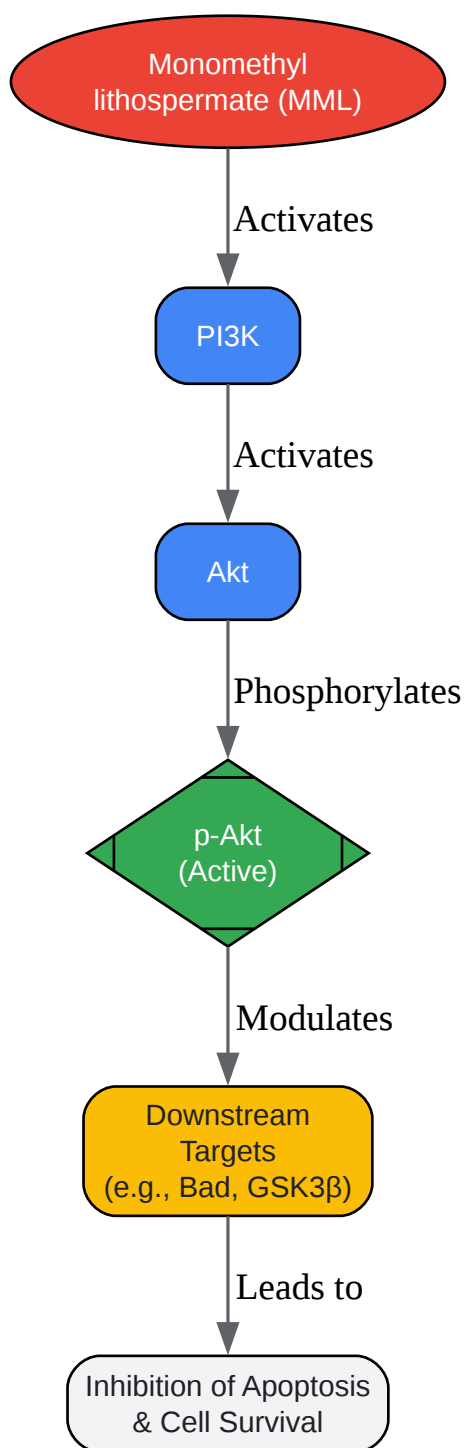 Monomethyl
lithospermate (MML)
Activates
PI3K
Activates
Akt
Phosphorylates
p-Akt
(Active)
Modulates
Downstream
Targets
(e.g., Bad, GSK3β)
Leads to
Inhibition of Apoptosis
& Cell Survival